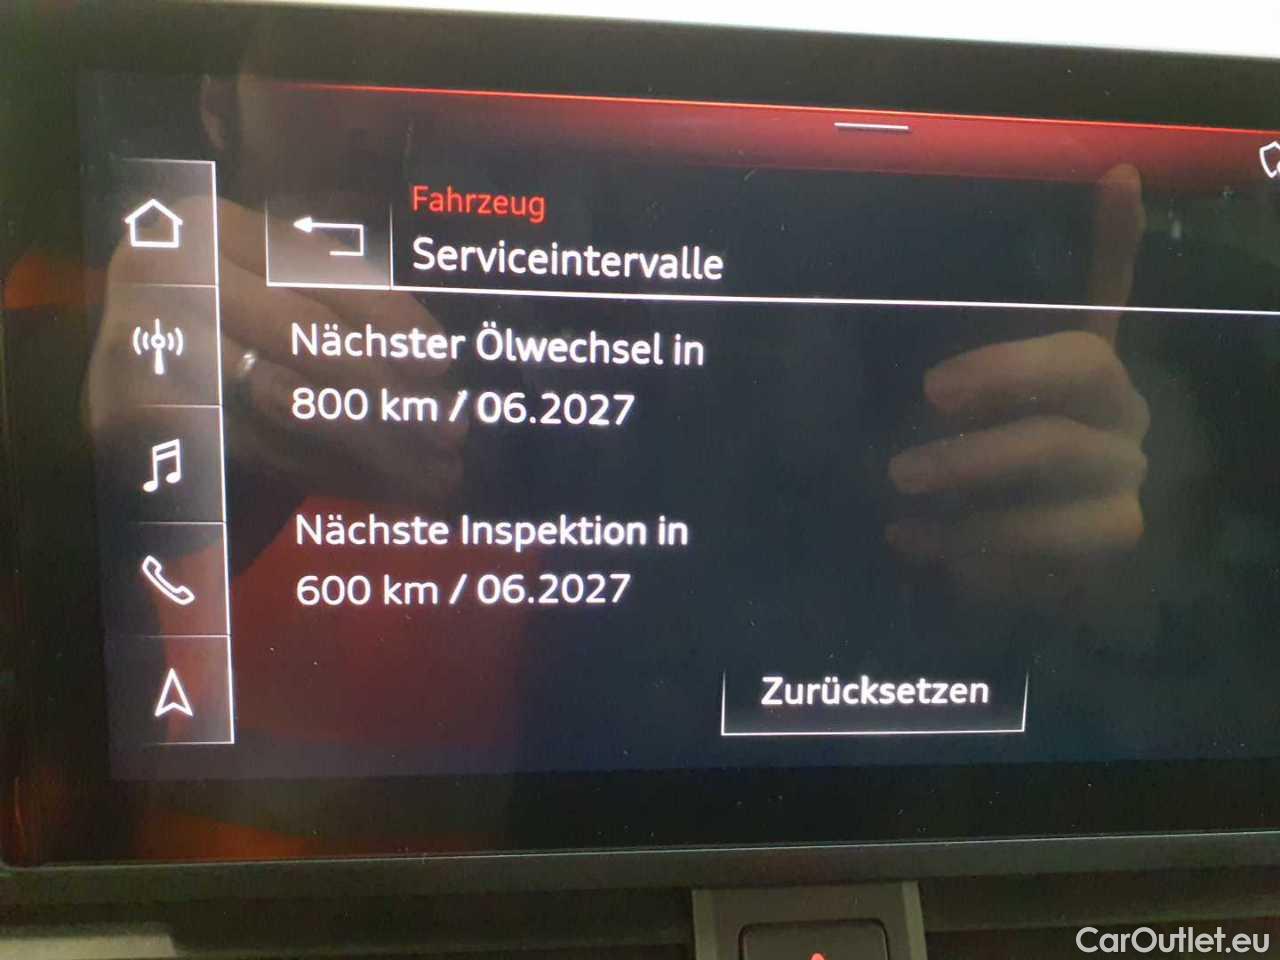 Fahrzeug
Serviceintervalle
Nächster Ölwechsel in
800 km / 06.2027
Nächste Inspektion in
600 km / 06.2027
Zurücksetzen
CarOutlet.eu